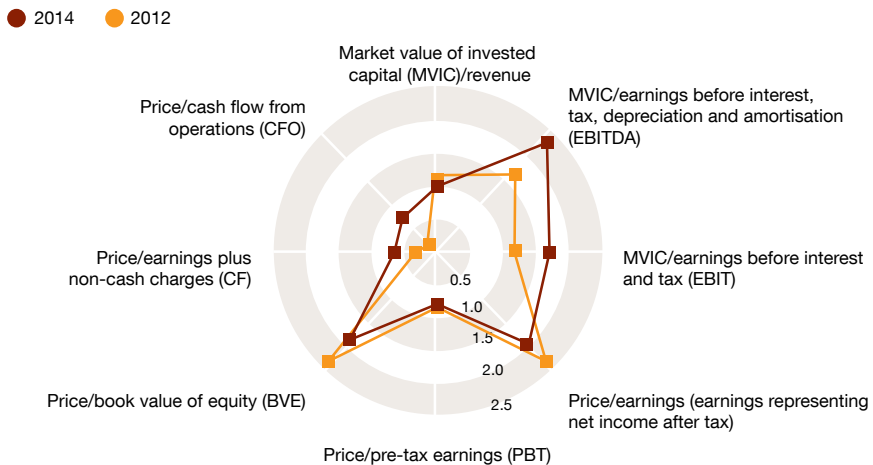 2014
2012
Market value of invested
capital (MVIC)/revenue
MVIC/earnings before interest,
tax, depreciation and amortisation
(EBITDA)
MVIC/earnings before interest
and tax (EBIT)
Price/earnings (earnings representing
net income after tax)
Price/pre-tax earnings (PBT)
Price/book value of equity (BVE)
Price/earnings plus
non-cash charges (CF)
Price/cash flow from
operations (CFO)
0.5
1.0
1.5
2.0
2.5